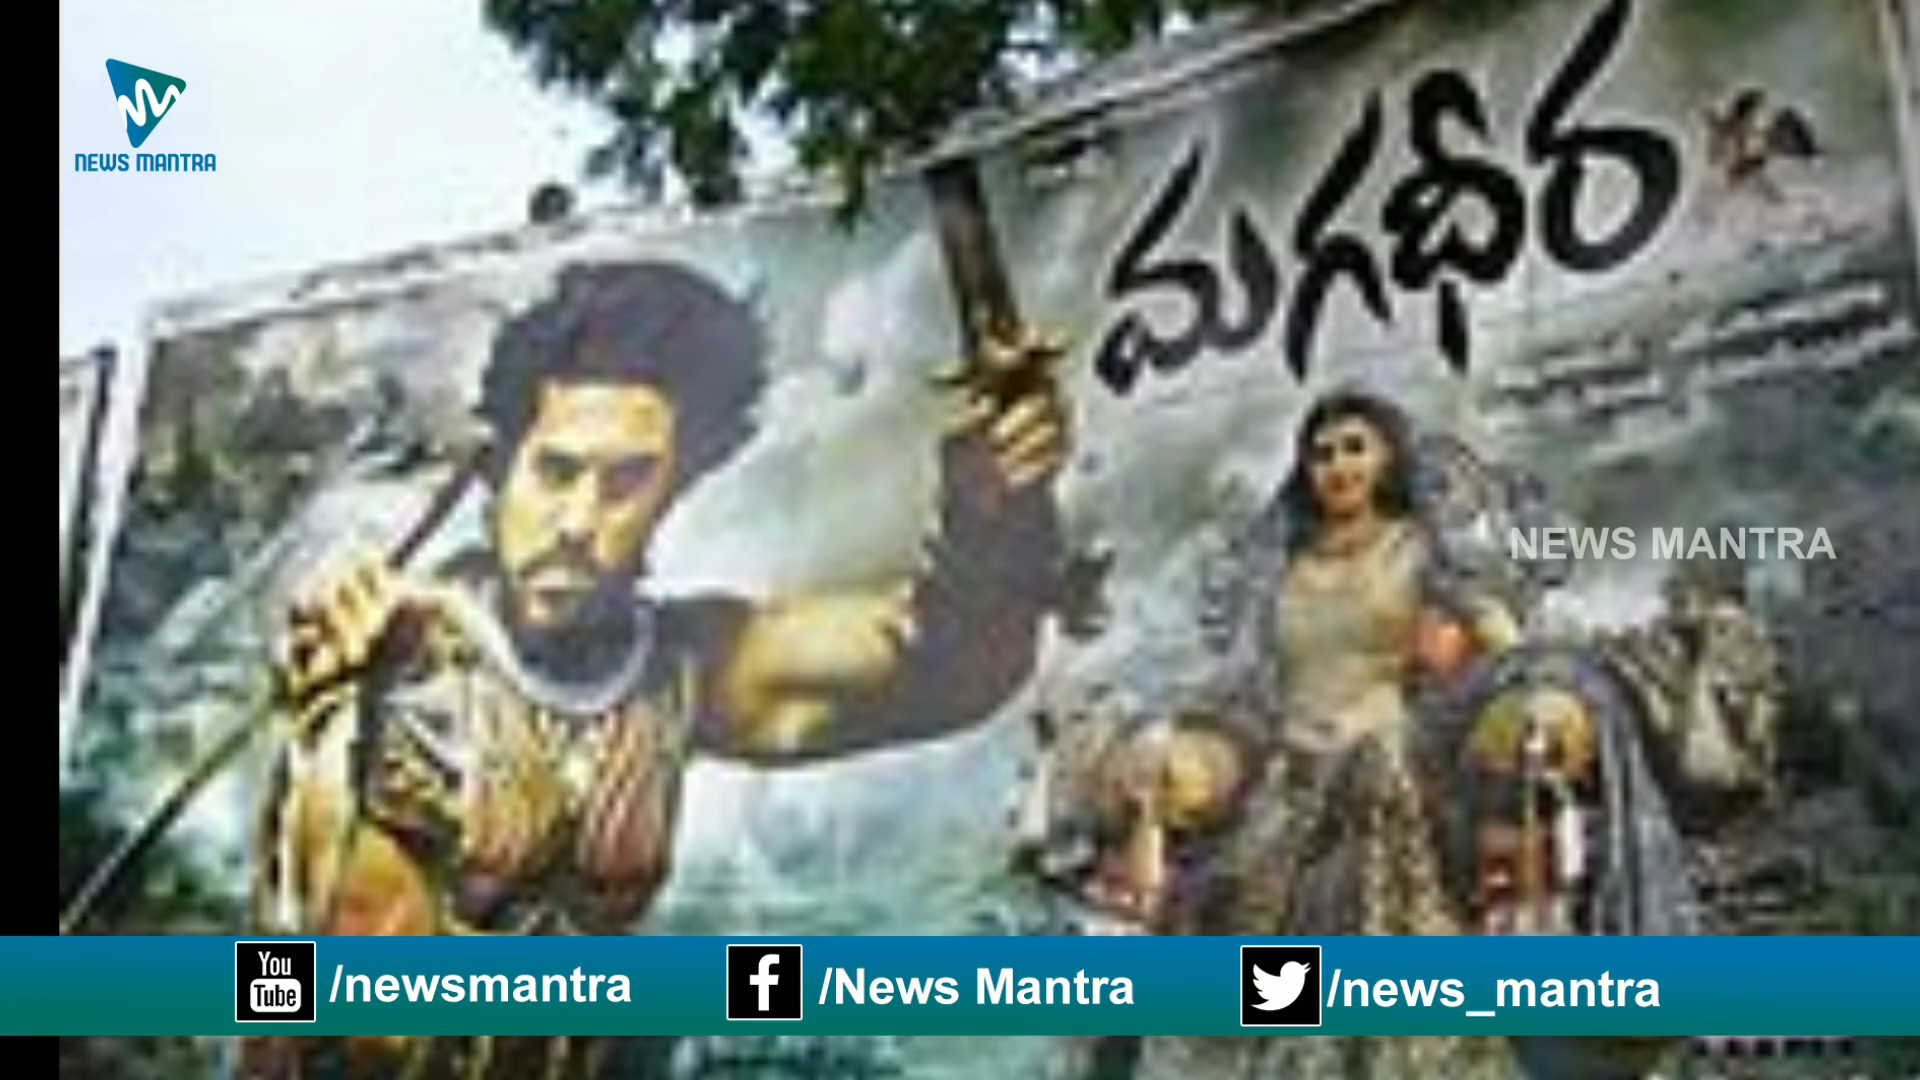 NEWS MANTRA
మగధీర
NEWS MANTRA
You
Tube
/newsmantra
f
/News Mantra
/news_mantra